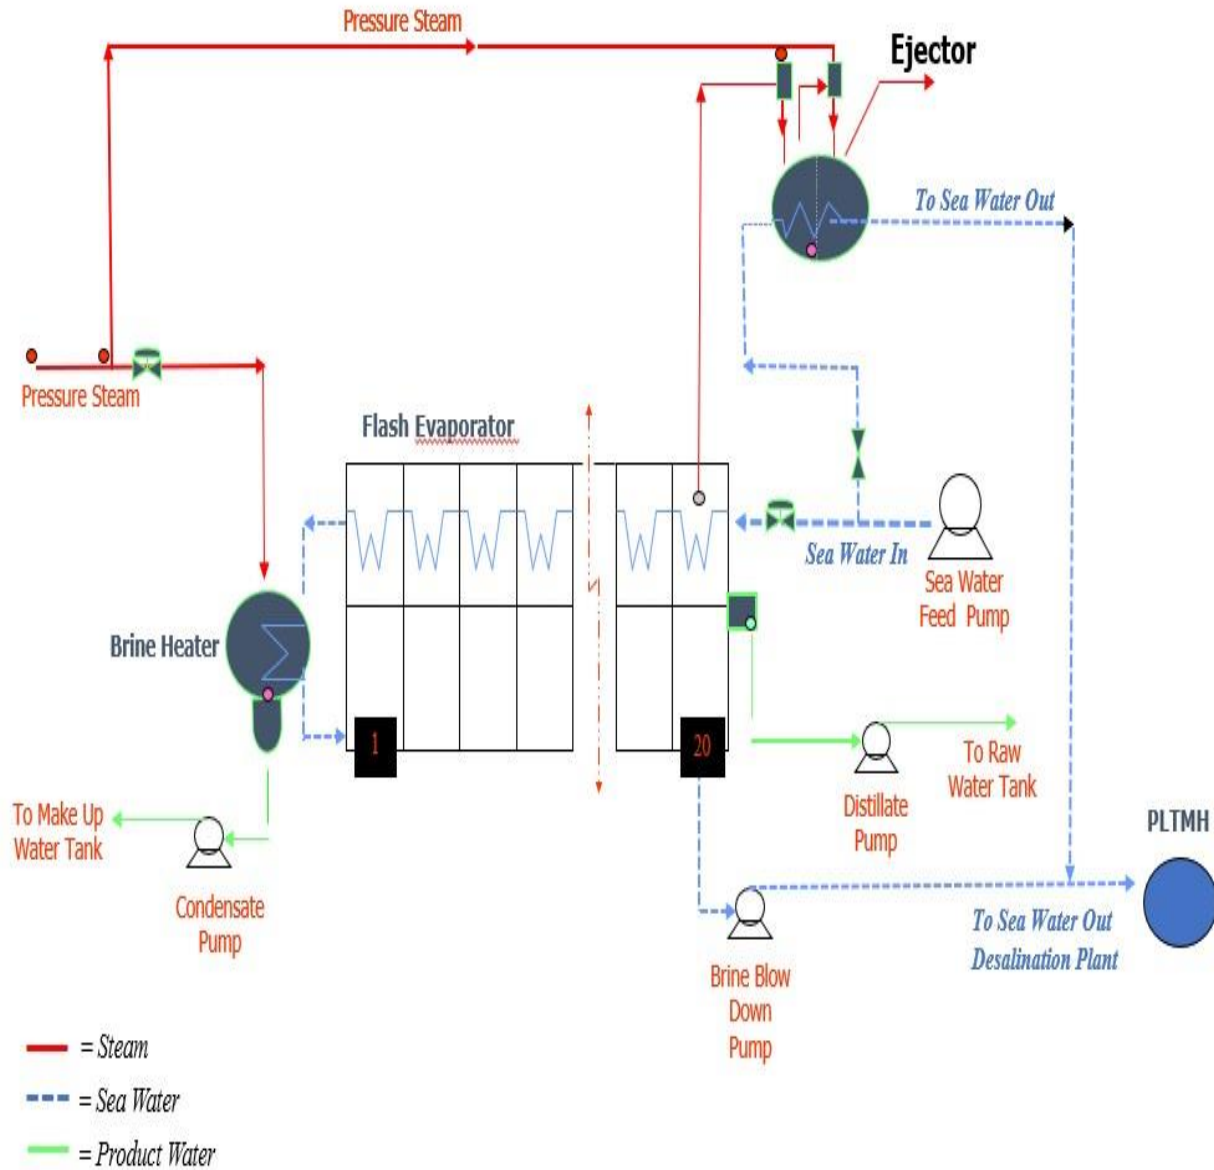 Pressure Steam
Ejector
To Sea Water Out
Pressure Steam
Flash Evaporator
Sea Water In
Sea Water
Feed Pump
Brine Heater
1
20
To Raw
Water Tank
Distillate
Pump
To Make Up
Water Tank
PLTMH
Condensate
Pump
To Sea Water Out
Desalination Plant
Brine Blow
Down
Pump
= Steam
= Sea Water
= Product Water